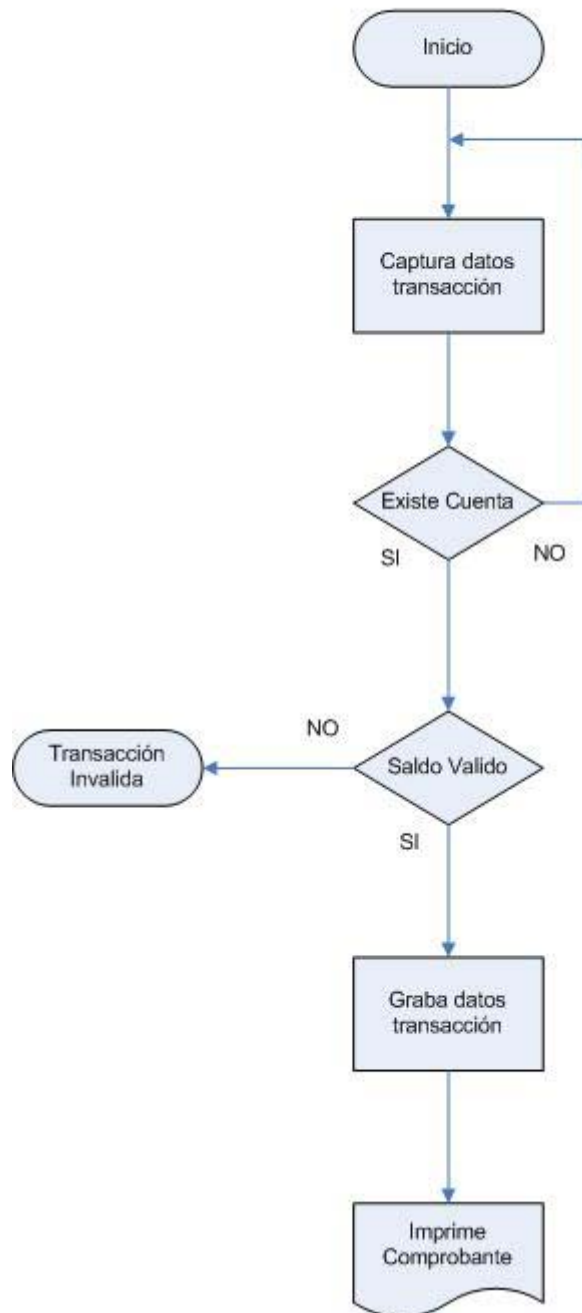 Inicio
Captura datos
transacción
Existe Cuenta
SI
NO
NO
Transacción
Invalida
Saldo Valido
SI
Graba datos
transacción
Imprime
Comprobante